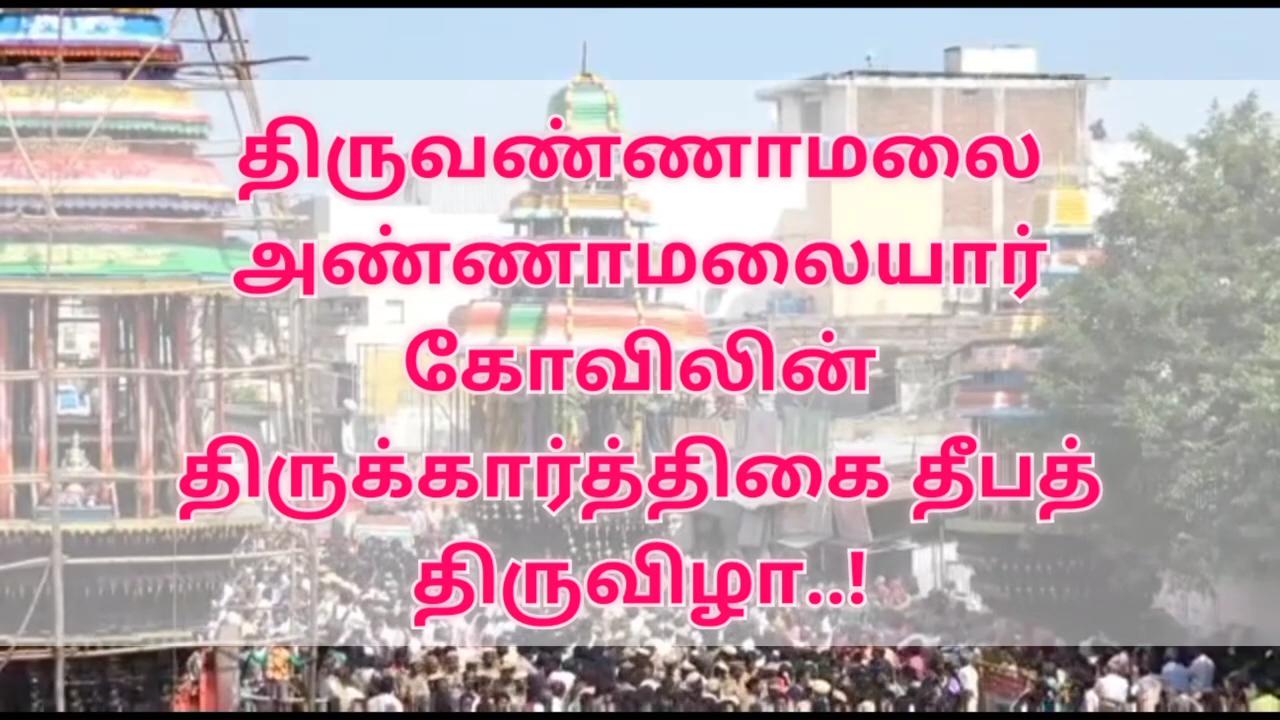 திருவண்ணாமலை
அண்ணாமலையார்
கோவிலின்
திருக்கார்த்திகை தீபத்
திருவிழா..!